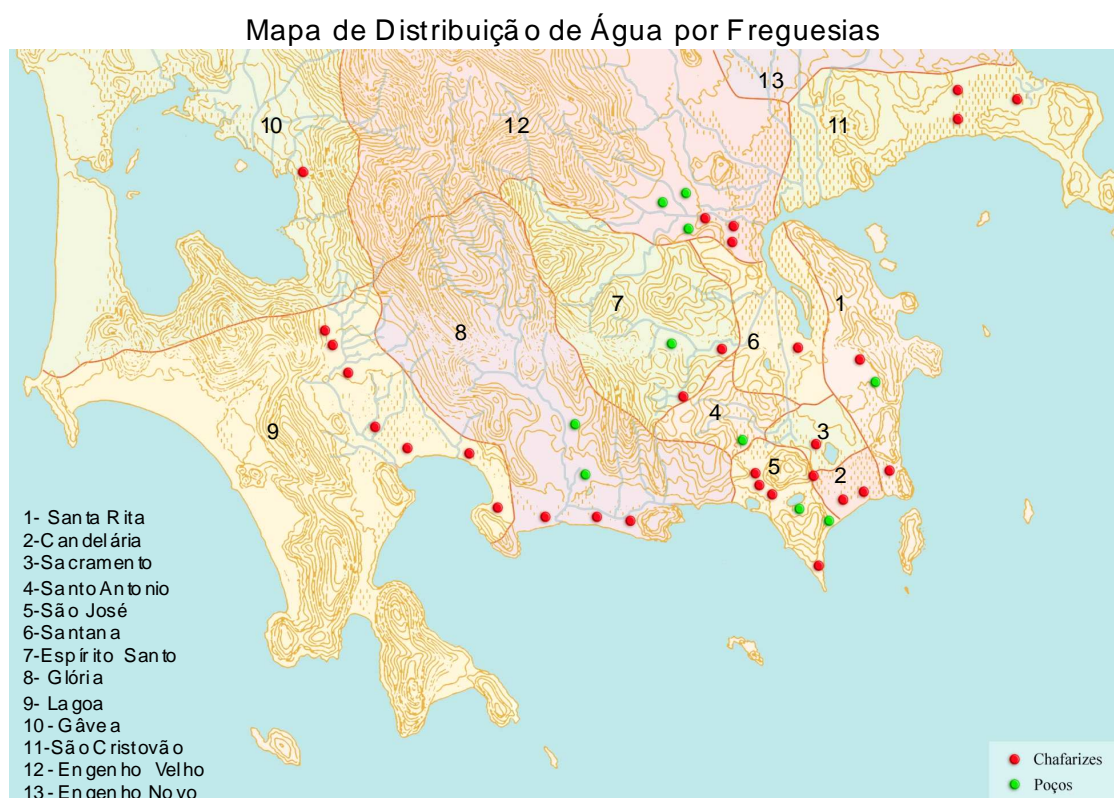 Mapa de Distribuição de Água por Freguesias
13
10
12
11
1
7
8
6
4
9
3
5
2
1- Santa Rita
2-Candelária
3-Sacramento
4-Santo Antonio
5-São José
6-Santana
7-Espírito Santo
8- Glória
9- Lagoa
10 - Gâvea
11-São Cristovão
12 - Engenho Velho
13 - Engenho Novo
Chafarizes
Poços